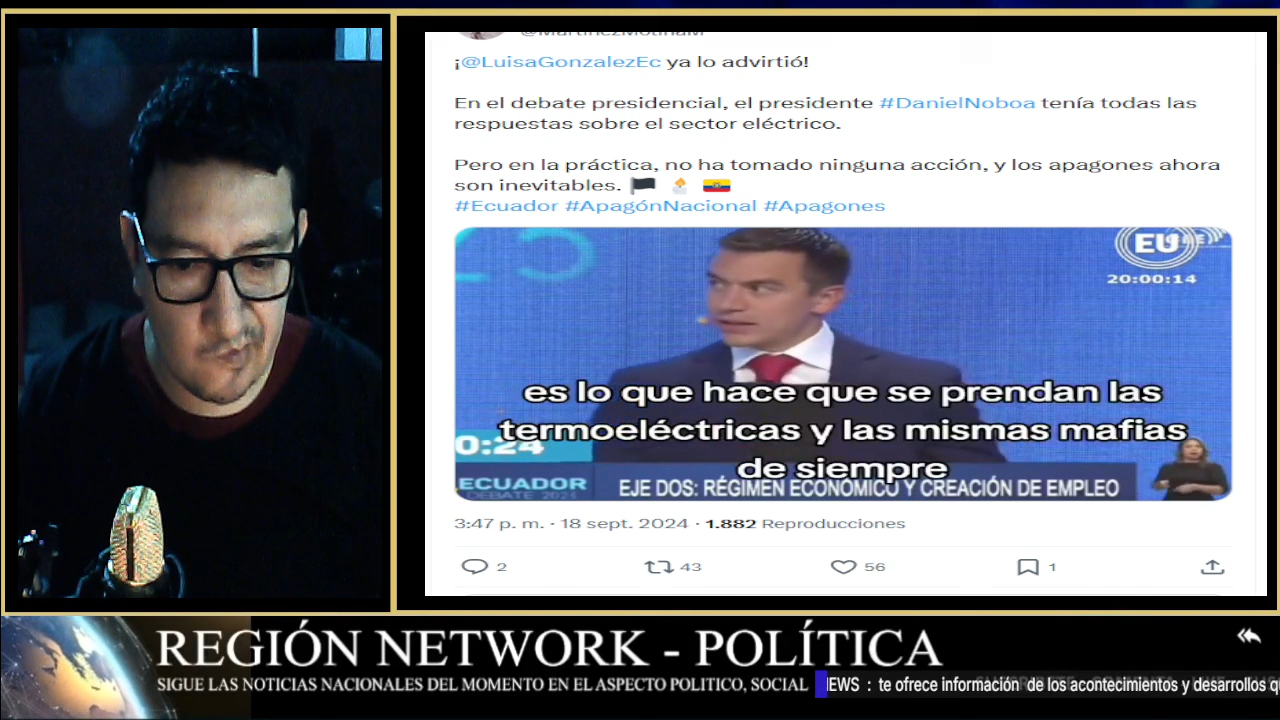 @MartinezMolinaM
¡@LuisaGonzalezEc ya lo advirtió!
En el debate presidencial, el presidente #DanielNoboa tenía todas las
respuestas sobre el sector eléctrico.
Pero en la práctica, no ha tomado ninguna acción, y los apagones ahora
son inevitables.
#Ecuador #ApagónNacional #Apagones
EU
20:00:14
es lo que hace que se prendan las
termoeléctricas y las mismas mafias
de siempre
0:24
ECUADOR
DEBATE
EJE DOS: RÉGIMEN ECONÓMICO Y CREACIÓN DE EMPLEO
3:47 p. m. · 18 sept. 2024 · 1.882 Reproducciones
2 43 56 1
REGIÓN NETWORK - POLÍTICA
SIGUE LAS NOTICIAS NACIONALES DEL MOMENTO EN EL ASPECTO POLITICO, SOCIAL
EWS : te ofrece información de los acontecimientos y desarrollos q